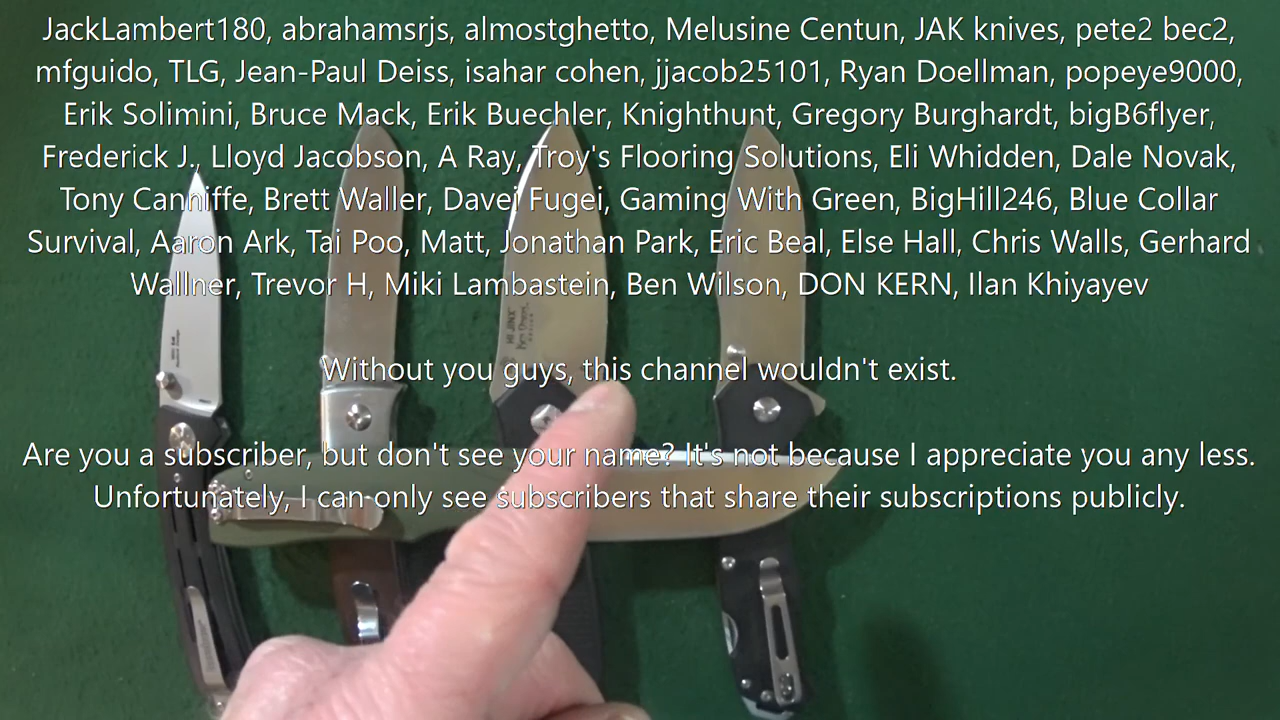 JackLambert180, abrahamsrjs, almostghetto, Melusine Centun, JAK knives, pete2 bec2,
mfguido, TLG, Jean-Paul Deiss, isahar cohen, jjacob25101, Ryan Doellman, popeye9000,
Erik Solimini, Bruce Mack, Erik Buechler, Knighthunt, Gregory Burghardt, bigB6flyer,
Frederick J., Lloyd Jacobson, A Ray, Troy's Flooring Solutions, Eli Whidden, Dale Novak,
Tony Canniffe, Brett Waller, Davei Fugei, Gaming With Green, BigHill246, Blue Collar
Survival, Aaron Ark, Tai Poo, Matt, Jonathan Park, Eric Beal, Else Hall, Chris Walls, Gerhard
Wallner, Trevor H, Miki Lambastein, Ben Wilson, DON KERN, Ilan Khiyayev
HI JINX
Ken Onion
Without you guys, this channel wouldn't exist.
Are you a subscriber, but don't see your name? It's not because I appreciate you any less.
Unfortunately, I can only see subscribers that share their subscriptions publicly.